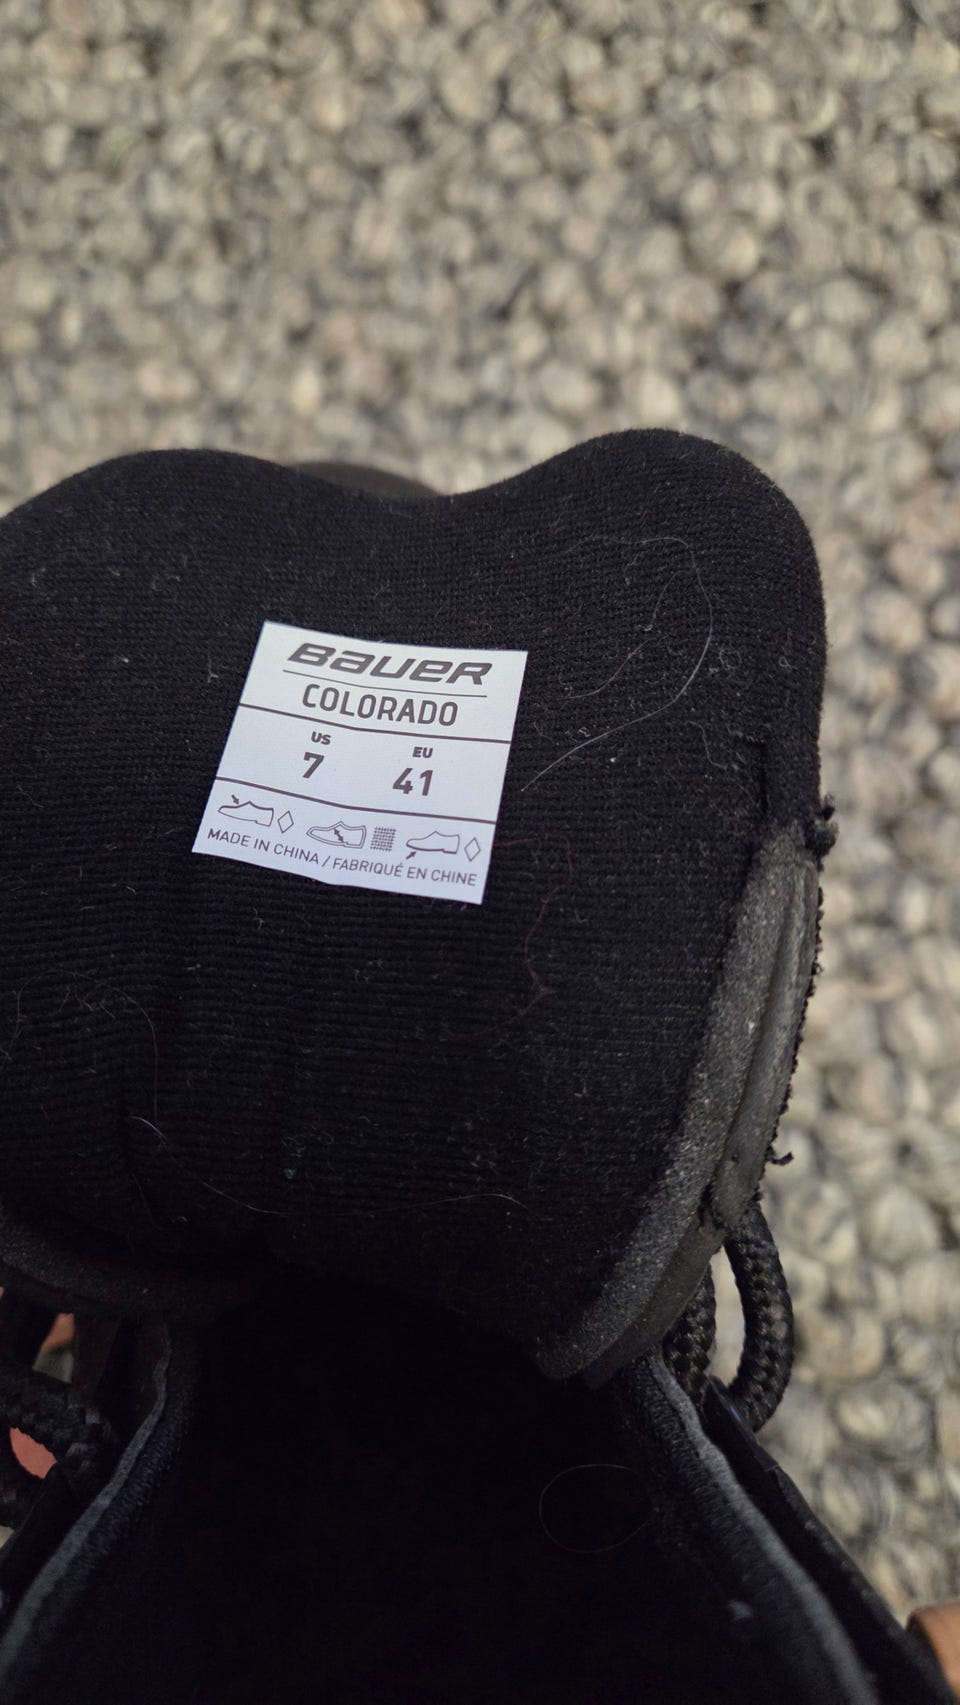 BAUER
COLORADO
US EU
7 41
MADE IN CHINA / FABRIQUÉ EN CHINE